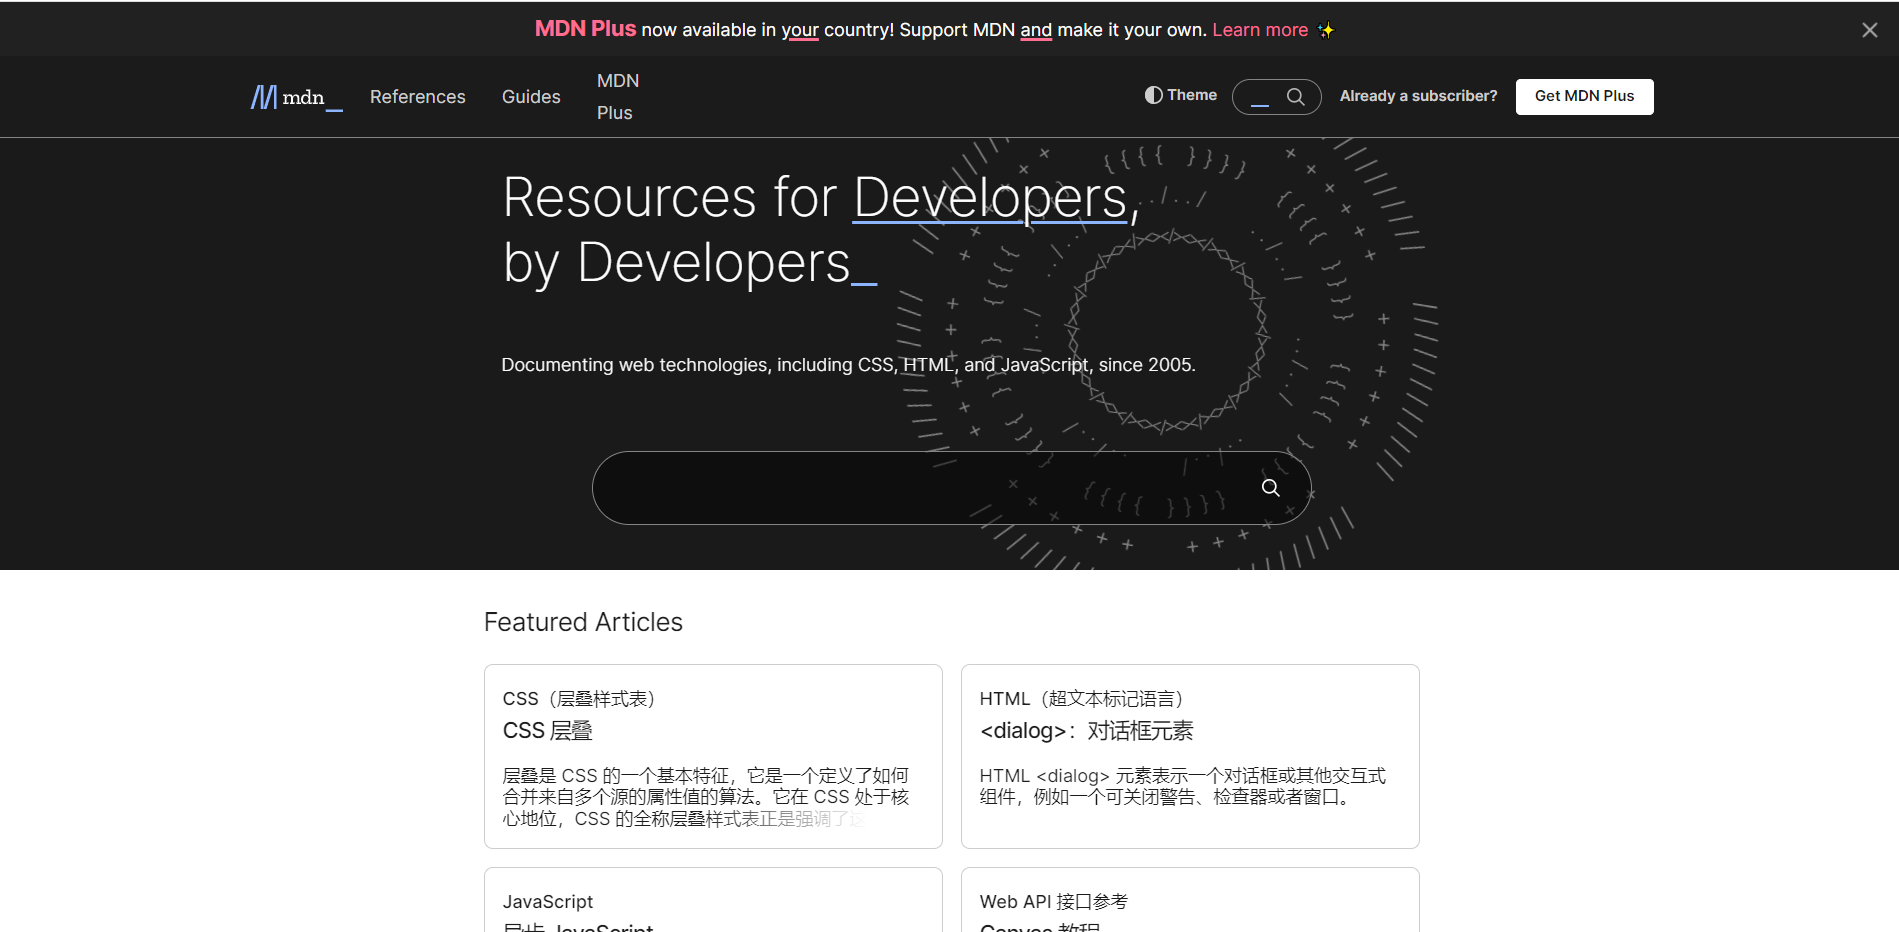 MDN Plus now available in your country! Support MDN and make it your own. Learn more ✨
mdn_
References
Guides
MDN
Plus
Theme
Already a subscriber?
Get MDN Plus
Resources for Developers,
by Developers_
Documenting web technologies, including CSS, HTML, and JavaScript, since 2005.
Featured Articles
CSS（层叠样式表）
CSS 层叠
层叠是 CSS 的一个基本特征，它是一个定义了如何
合并来自多个源的属性值的算法。它在 CSS 处于核
心地位，CSS 的全称层叠样式表正是强调了这
HTML（超文本标记语言）
<dialog>：对话框元素
HTML <dialog> 元素表示一个对话框或其他交互式
组件，例如一个可关闭警告、检查器或者窗口。
JavaScript
异步 JavaScript
Web API 接口参考
Canvas 教程